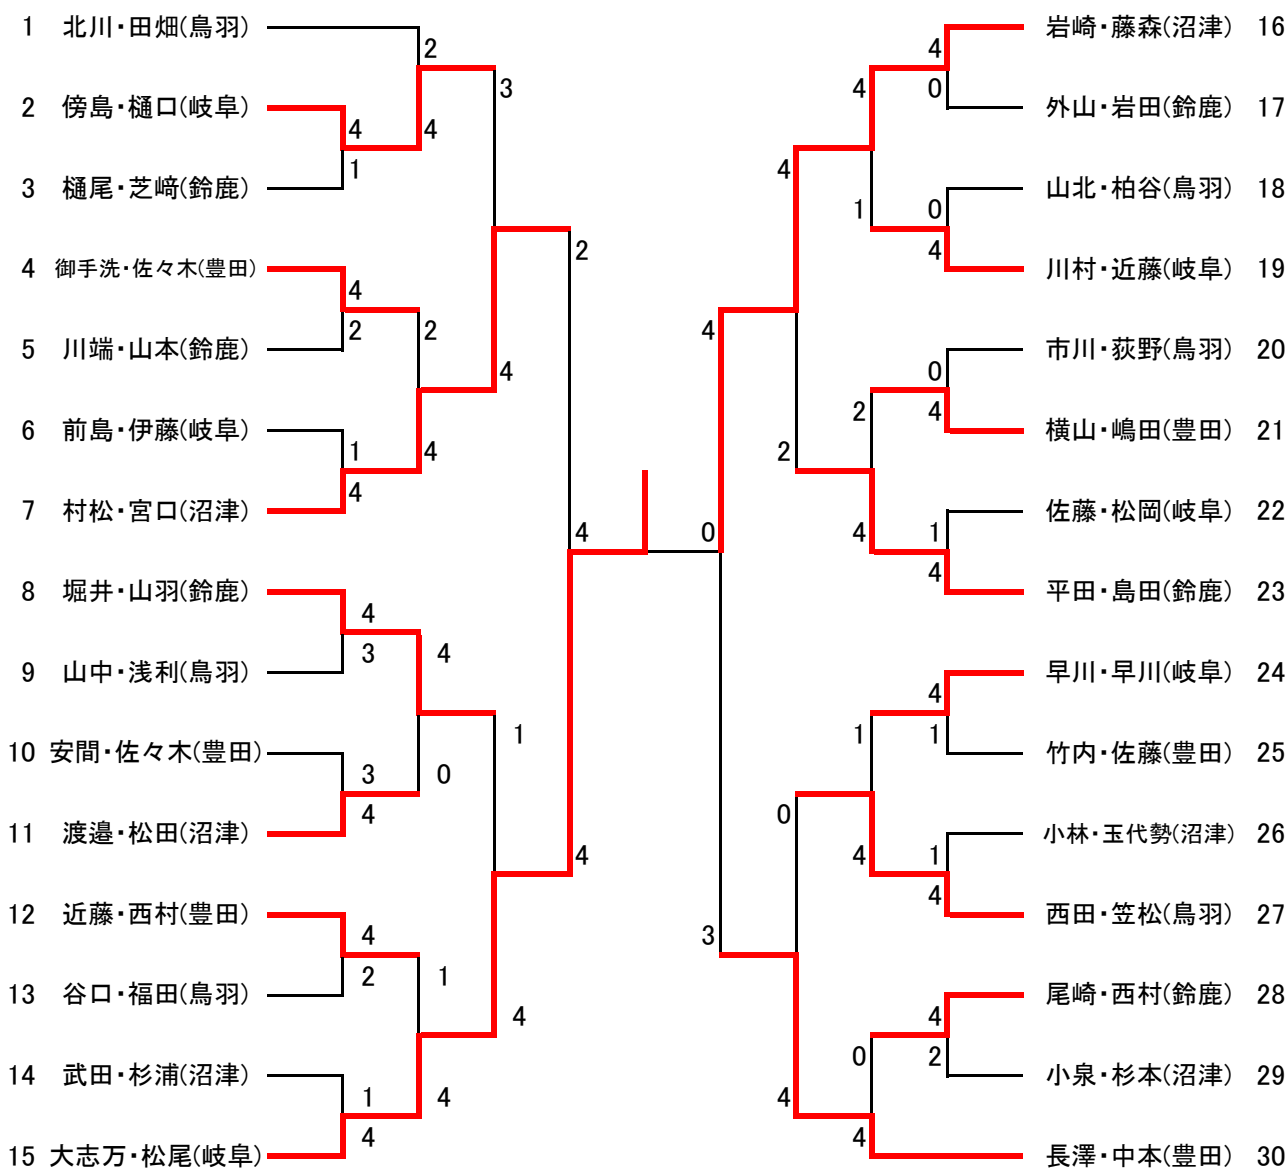 1 北川・田畑(鳥羽)
2
3
2 傍島・樋口(岐阜)
4
4
1
3 樋尾・芝﨑(鈴鹿)
2
4 御手洗・佐々木(豊田)
4
2
2
5 川端・山本(鈴鹿)
4
6 前島・伊藤(岐阜)
1
4
4
7 村松・宮口(沼津)
4
8 堀井・山羽(鈴鹿)
4
3
4
9 山中・浅利(鳥羽)
1
10 安間・佐々木(豊田)
3
0
4
11 渡邉・松田(沼津)
4
12 近藤・西村(豊田)
4
2
1
13 谷口・福田(鳥羽)
4
14 武田・杉浦(沼津)
1
4
4
15 大志万・松尾(岐阜)
岩崎・藤森(沼津) 16
4
4
0
外山・岩田(鈴鹿) 17
4
山北・柏谷(鳥羽) 18
1
0
4
川村・近藤(岐阜) 19
4
市川・荻野(鳥羽) 20
0
2
4
横山・嶋田(豊田) 21
2
佐藤・松岡(岐阜) 22
0
4
1
4
平田・島田(鈴鹿) 23
早川・早川(岐阜) 24
4
1
1
竹内・佐藤(豊田) 25
0
小林・玉代勢(沼津) 26
4
1
4
西田・笠松(鳥羽) 27
3
尾崎・西村(鈴鹿) 28
4
0
2
小泉・杉本(沼津) 29
4
4
長澤・中本(豊田) 30